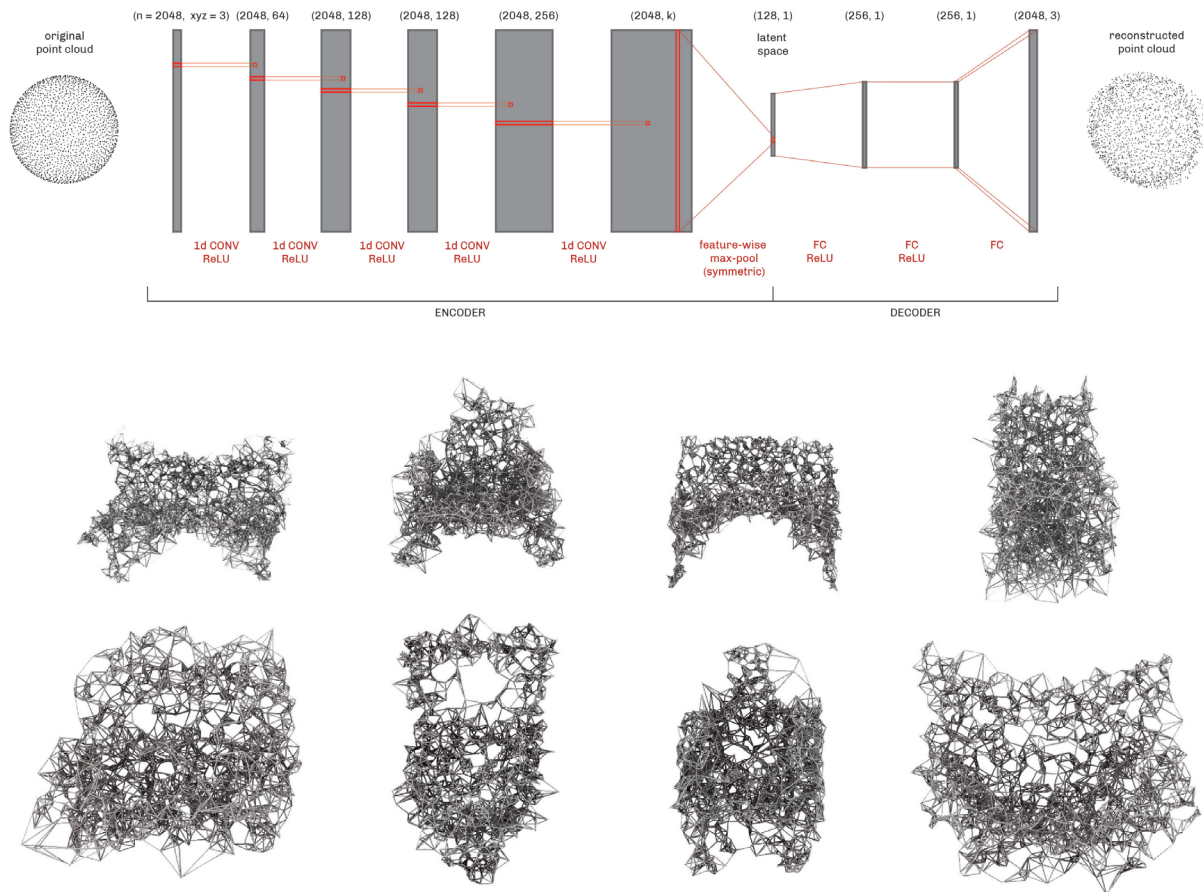 (n = 2048, xyz = 3)
(2048, 64)
(2048, 128)
(2048, 128)
(2048, 256)
(2048, k)
(128, 1)
(256, 1)
(256, 1)
(2048, 3)
original
point cloud
latent
space
reconstructed
point cloud
1d CONV
ReLU
1d CONV
ReLU
1d CONV
ReLU
1d CONV
ReLU
1d CONV
ReLU
feature-wise
max-pool
(symmetric)
FC
ReLU
FC
ReLU
FC
ENCODER
DECODER